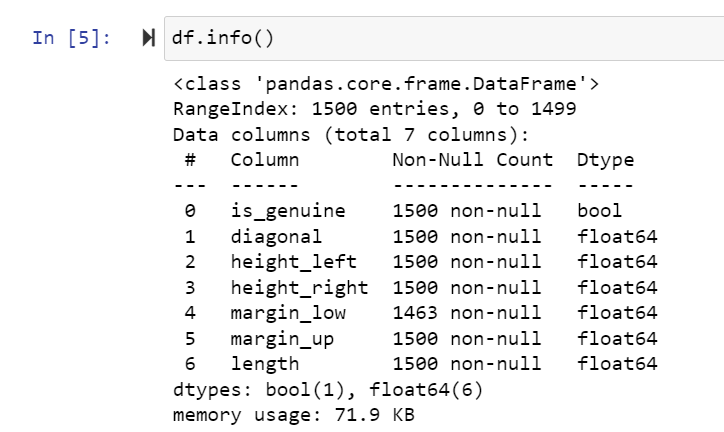 In [5]: df.info()
<class 'pandas.core.frame.DataFrame'>
RangeIndex: 1500 entries, 0 to 1499
Data columns (total 7 columns):
 #   Column        Non-Null Count  Dtype
---  ------        --------------  -----
 0   is_genuine    1500 non-null   bool
 1   diagonal      1500 non-null   float64
 2   height_left   1500 non-null   float64
 3   height_right  1500 non-null   float64
 4   margin_low    1463 non-null   float64
 5   margin_up     1500 non-null   float64
 6   length        1500 non-null   float64
dtypes: bool(1), float64(6)
memory usage: 71.9 KB